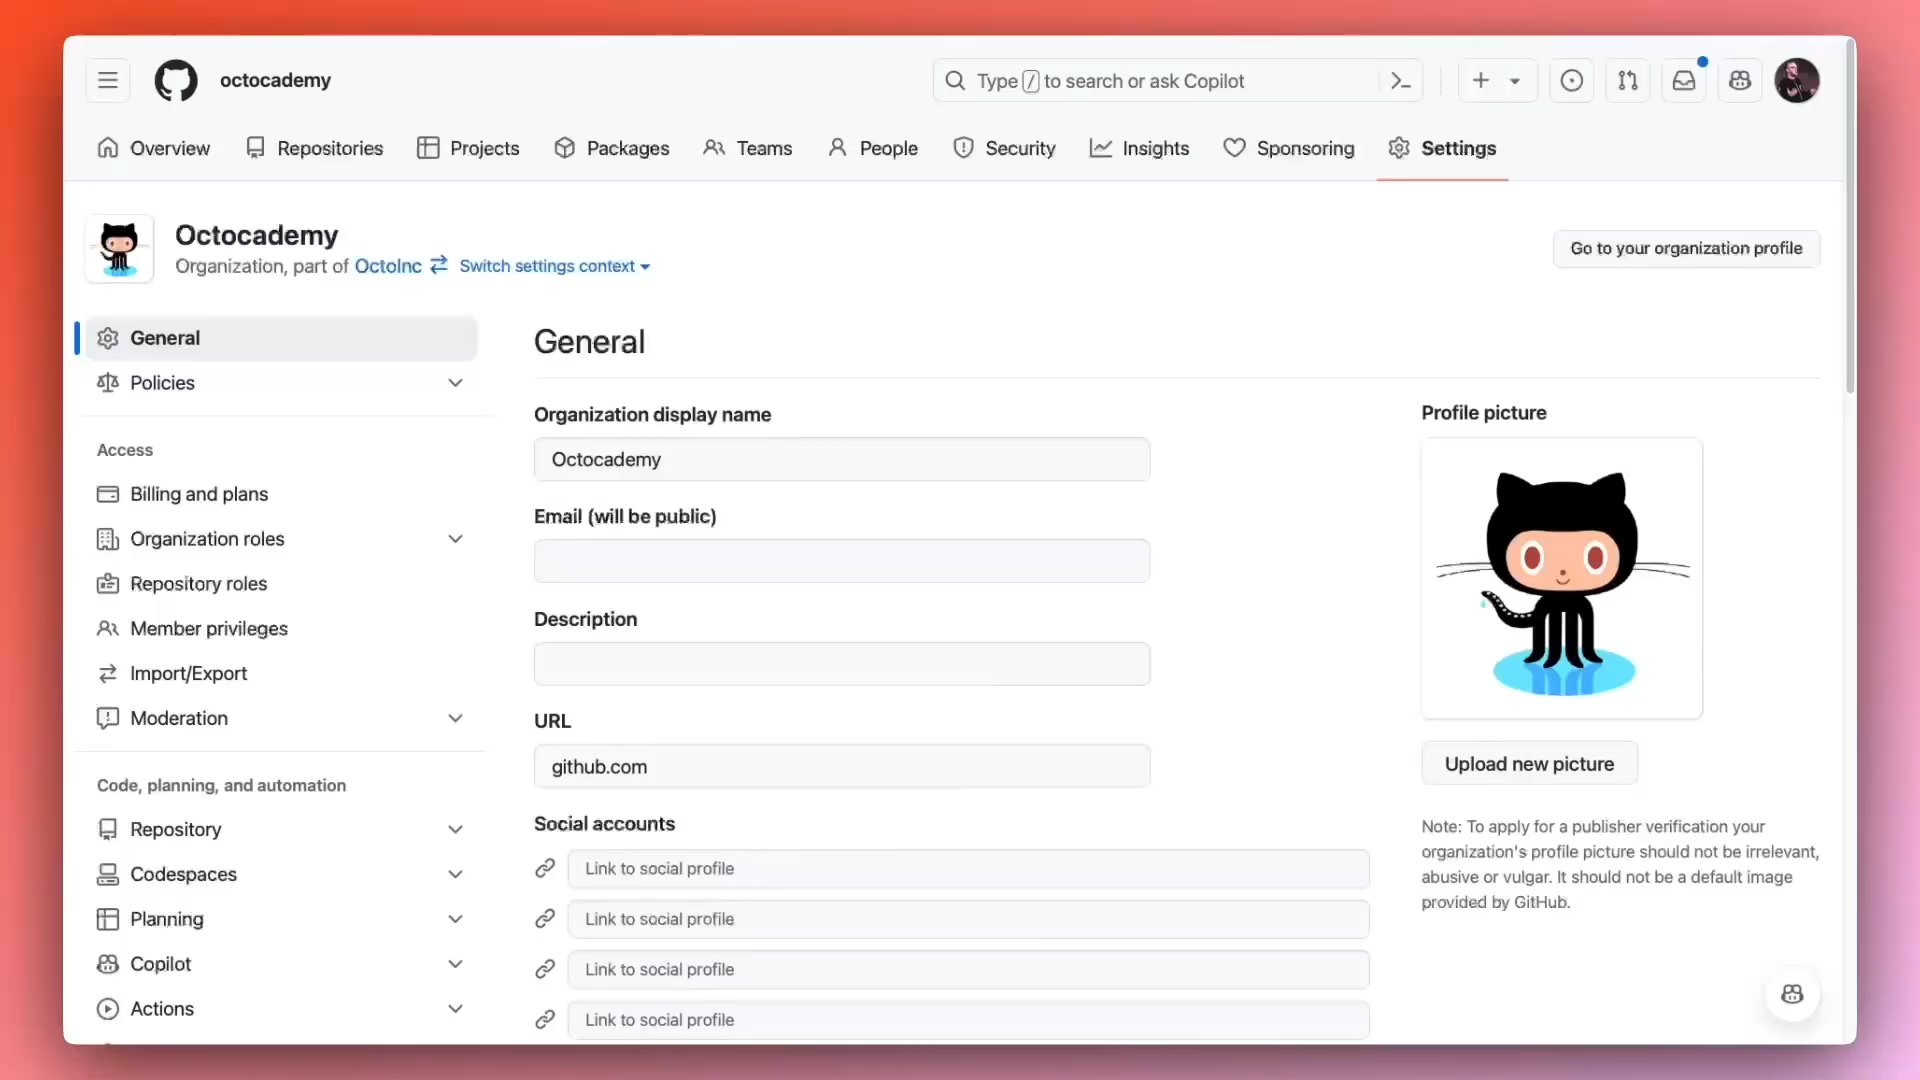 octocademy
Type / to search or ask Copilot
Overview
Repositories
Projects
Packages
Teams
People
Security
Insights
Sponsoring
Settings
Octocademy
Organization, part of OctoInc Switch settings context
Go to your organization profile
General
Policies
Access
Billing and plans
Organization roles
Repository roles
Member privileges
Import/Export
Moderation
Code, planning, and automation
Repository
Codespaces
Planning
Copilot
Actions
General
Organization display name
Octocademy
Email (will be public)
Description
URL
github.com
Social accounts
Link to social profile
Link to social profile
Link to social profile
Link to social profile
Profile picture
Upload new picture
Note: To apply for a publisher verification your
organization's profile picture should not be irrelevant,
abusive or vulgar. It should not be a default image
provided by GitHub.